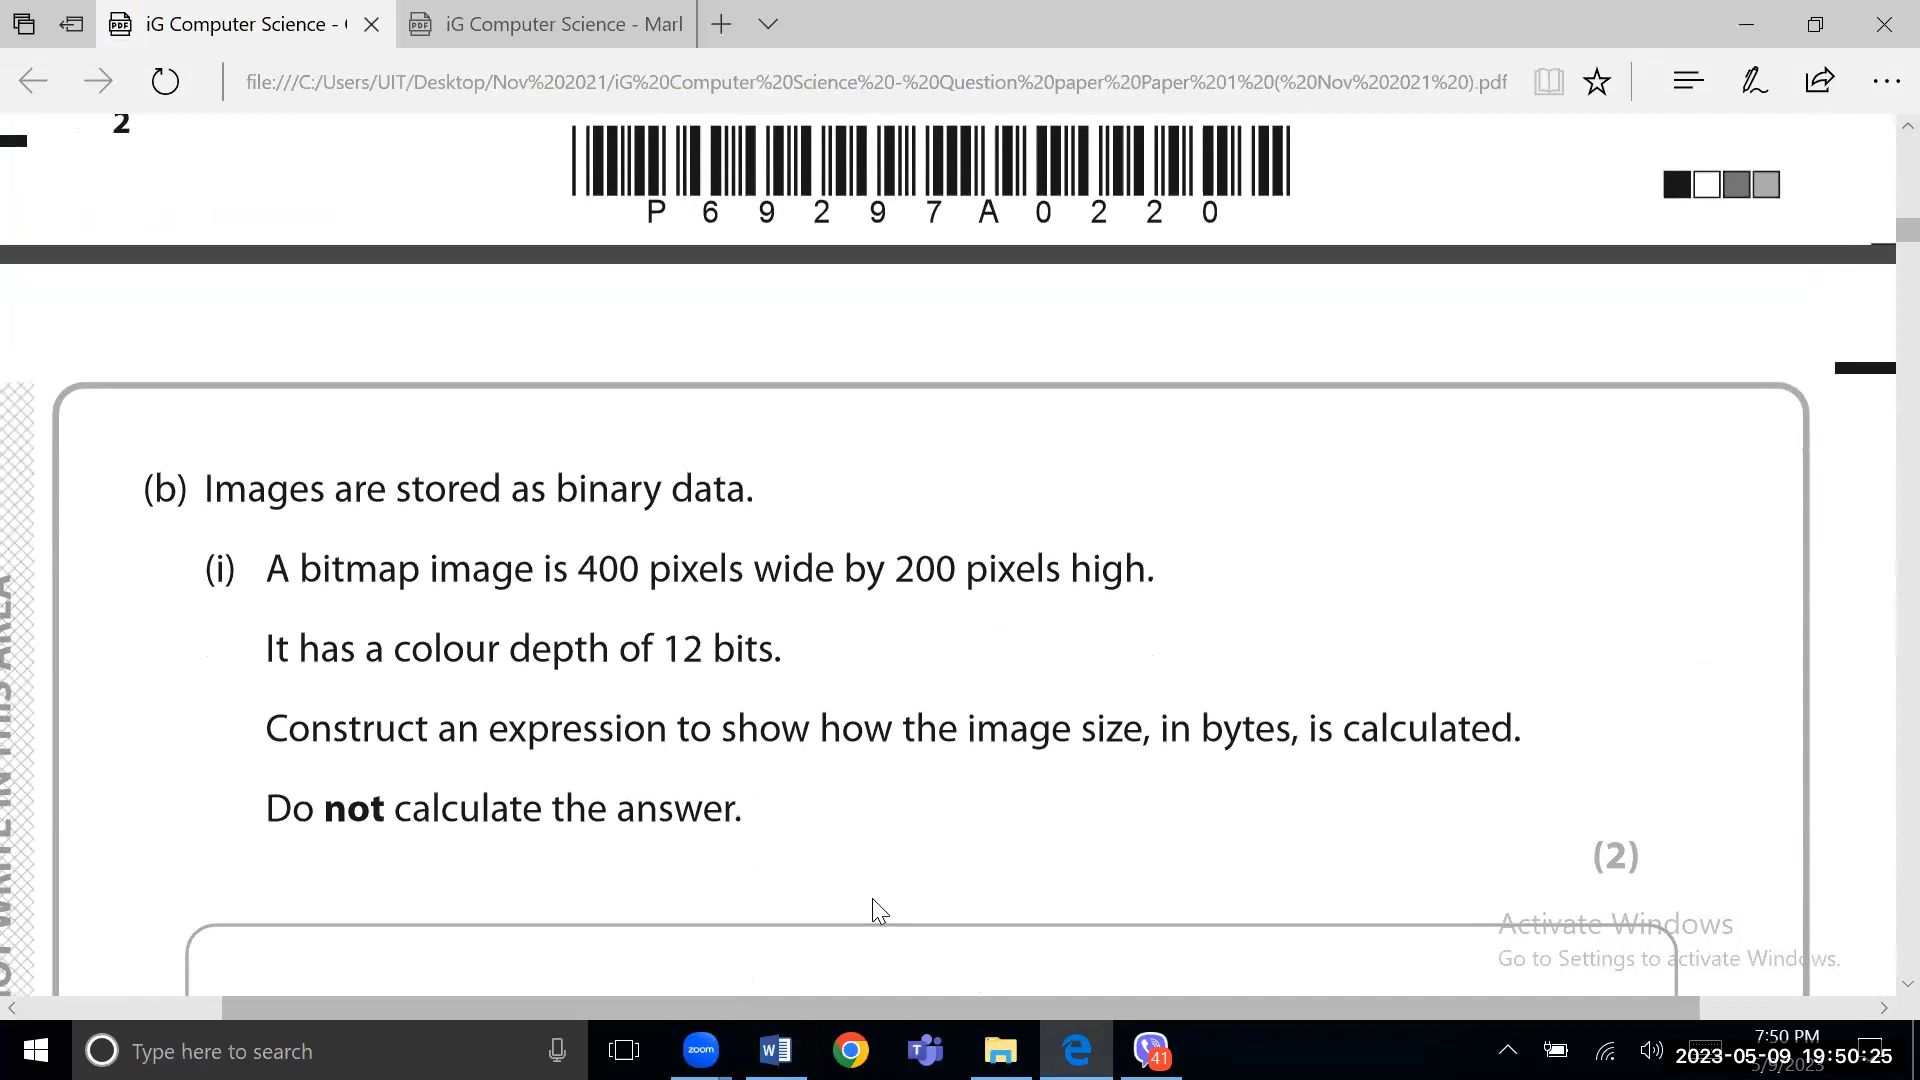 iG Computer Science - (
iG Computer Science - Marl
file:///C:/Users/UIT/Desktop/Nov%202021/iG%20Computer%20Science%20-%20Question%20paper%20Paper%201%20(%20Nov%202021%20).pdf
2
P 6 9 2 9 7 A 0 2 2 0
(b) Images are stored as binary data.
(i) A bitmap image is 400 pixels wide by 200 pixels high.
It has a colour depth of 12 bits.
Construct an expression to show how the image size, in bytes, is calculated.
Do not calculate the answer.
(2)
Activate Windows
Go to Settings to activate Windows.
Type here to search
zoom
41
7:50 PM
2023-05-09 19:50:25
5/9/2023